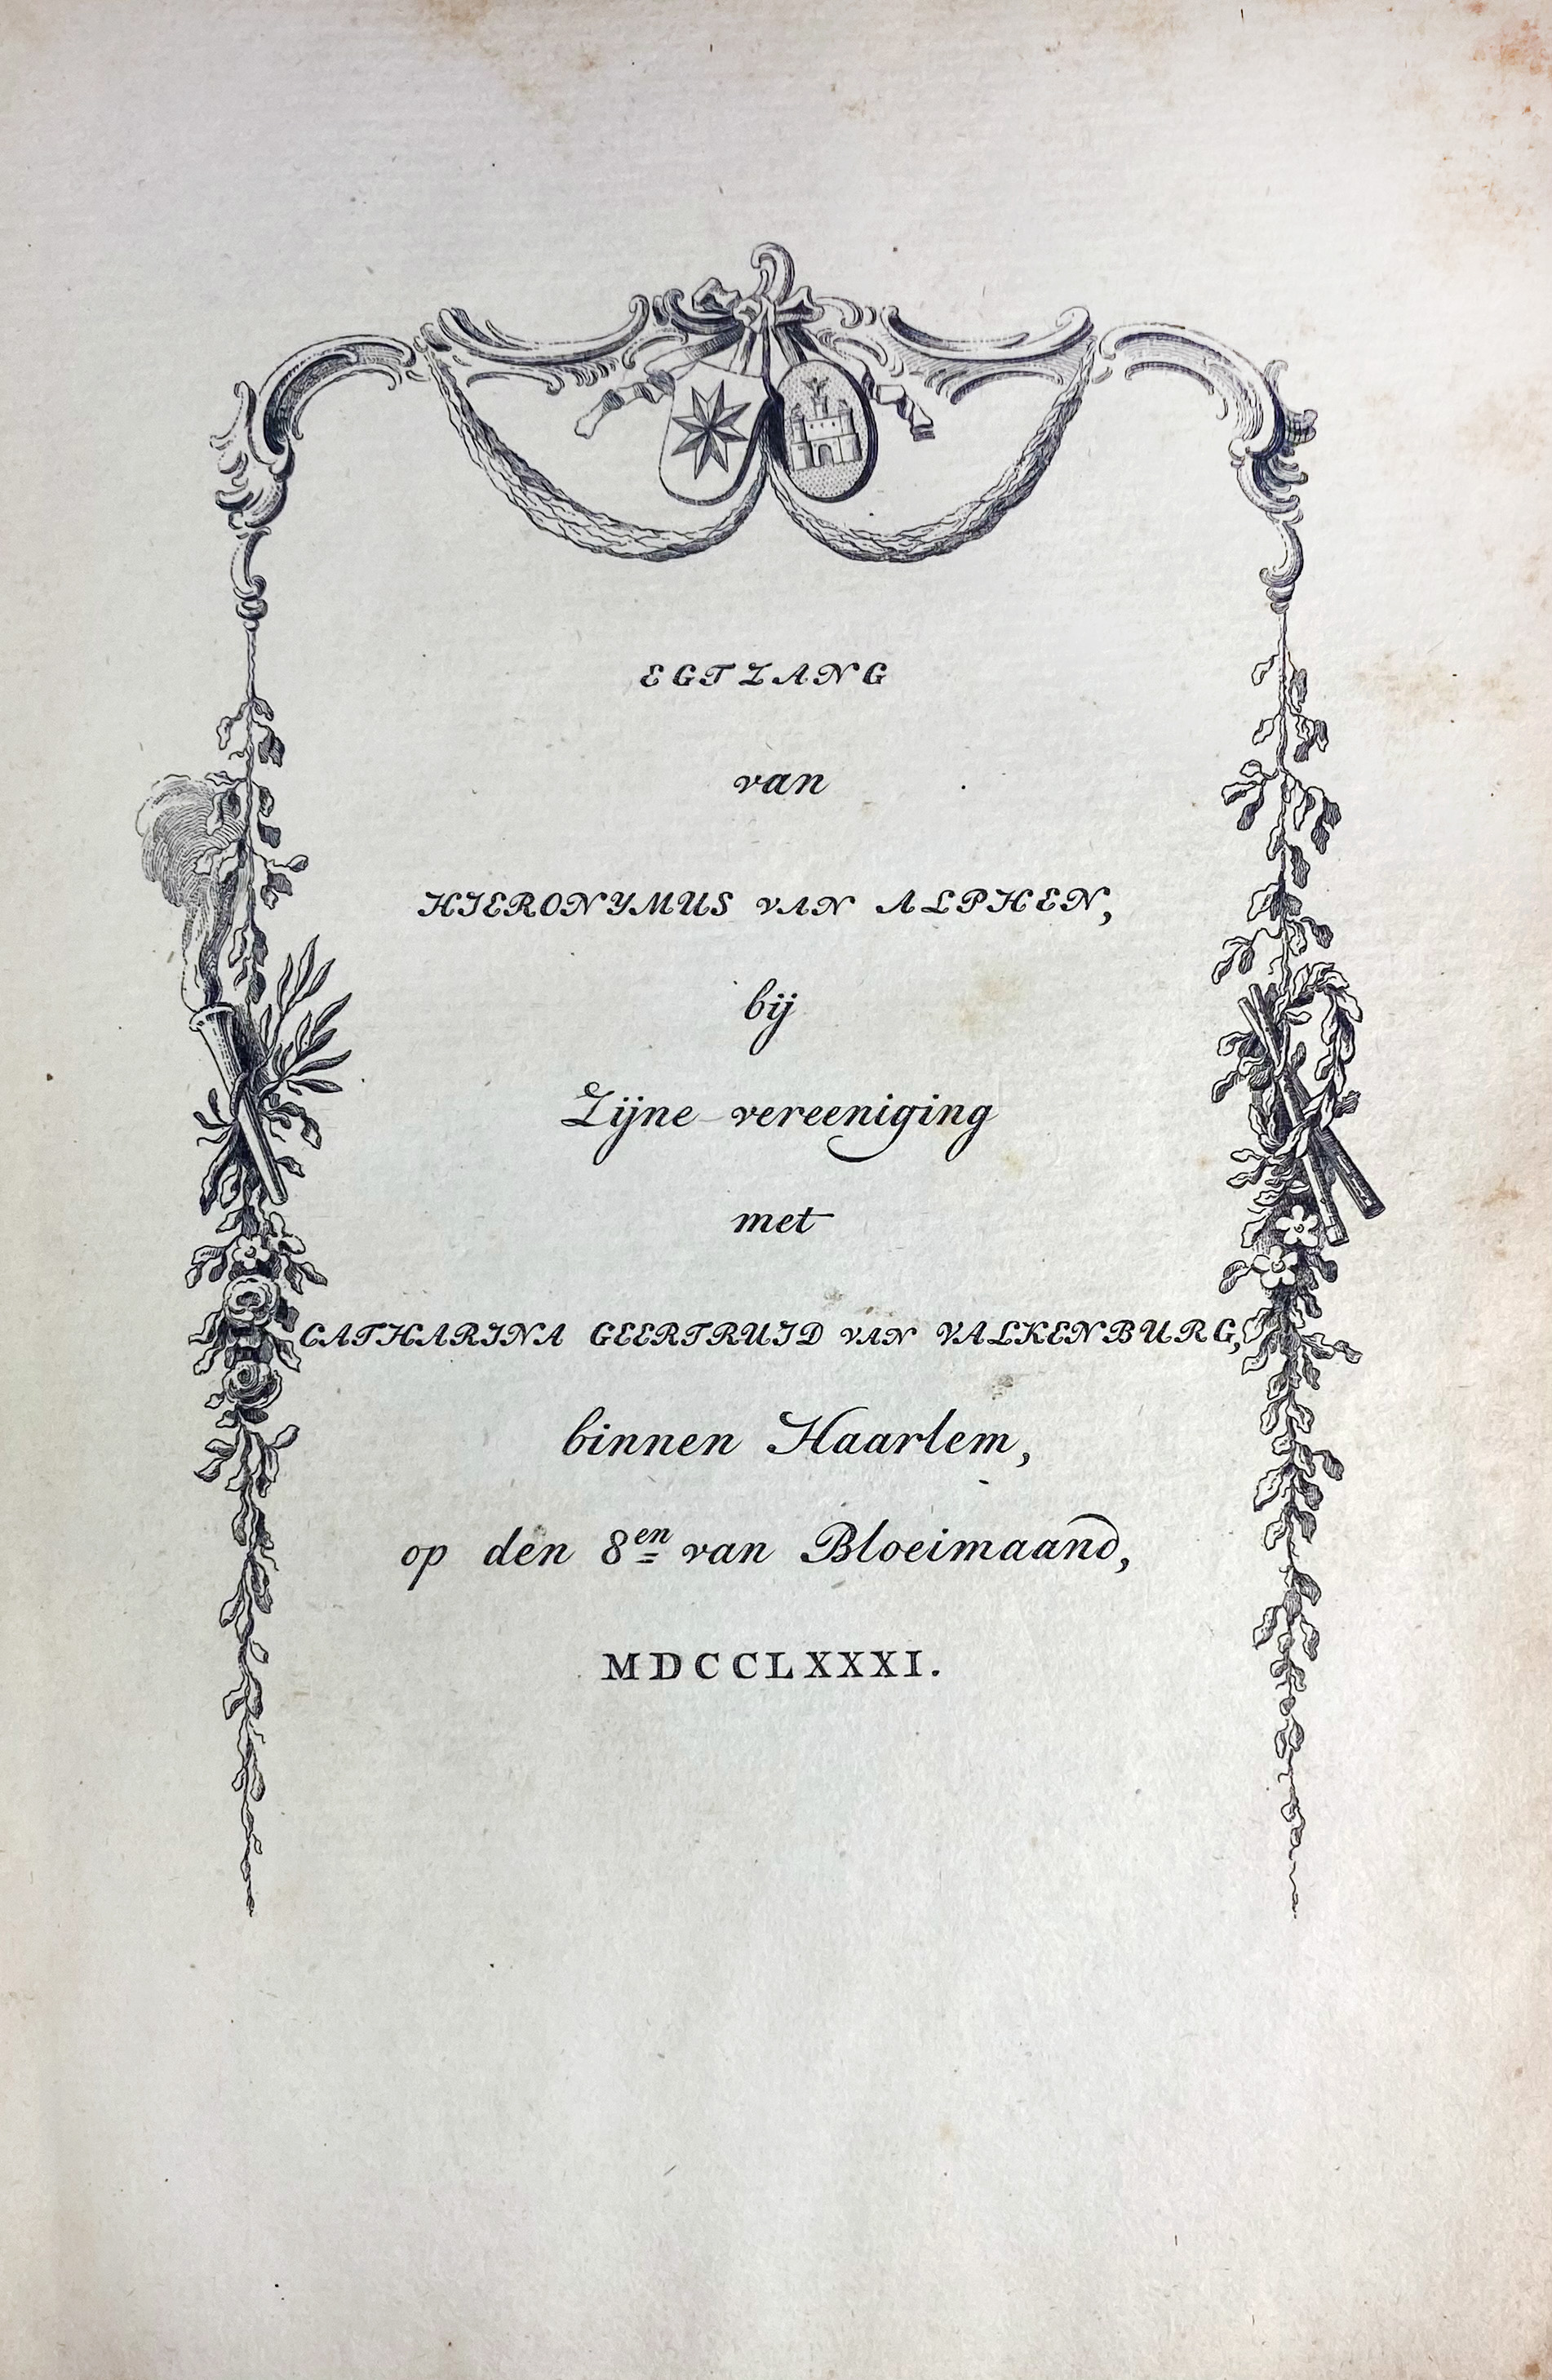 EGTZANG
van
HIERONYMUS VAN ALPHEN,
bij
Zijne vereeniging
met
CATHARINA GEERTRUID VAN VALKENBURG,
binnen Haarlem,
op den 8en van Bloeimaand,
MDCCLXXXI.